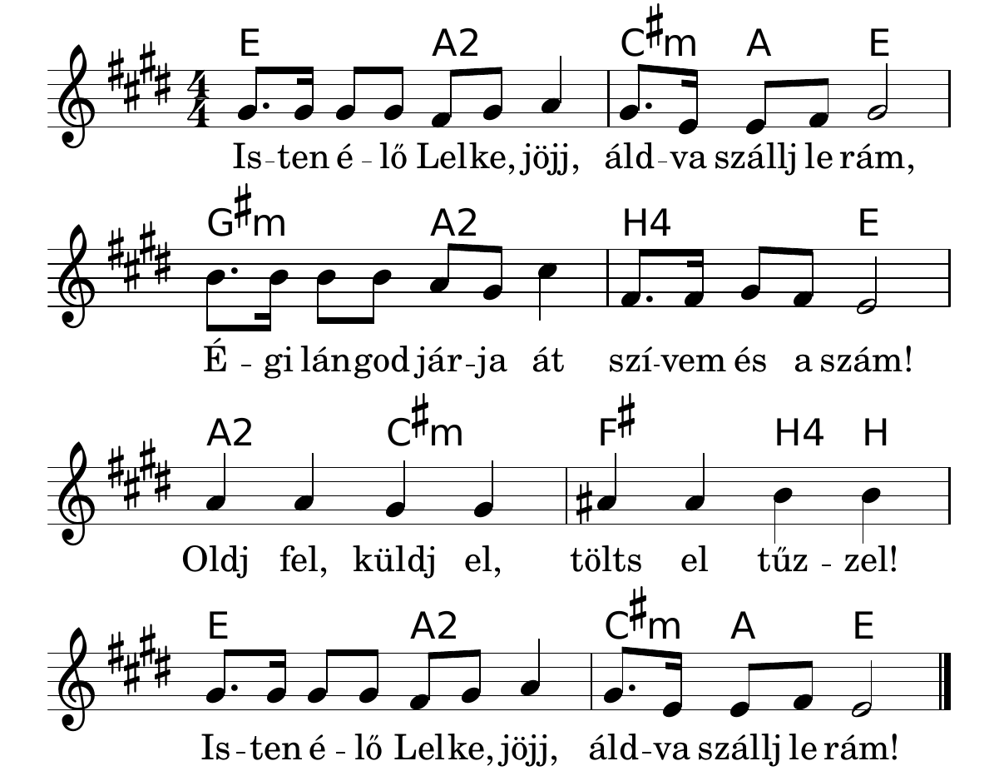 E A2 C♯m A E
4
4
Is – ten é – lő Lelke, jöjj, áld – va szállj le rám,
G♯m A2 H4 E
É – gi lángod jár – ja át szí – vem és a szám!
A2 C♯m F♯ H4 H
Oldj fel, küldj el, tölts el tűz – zel!
E A2 C♯m A E
Is – ten é – lő Lelke, jöjj, áld – va szállj le rám!